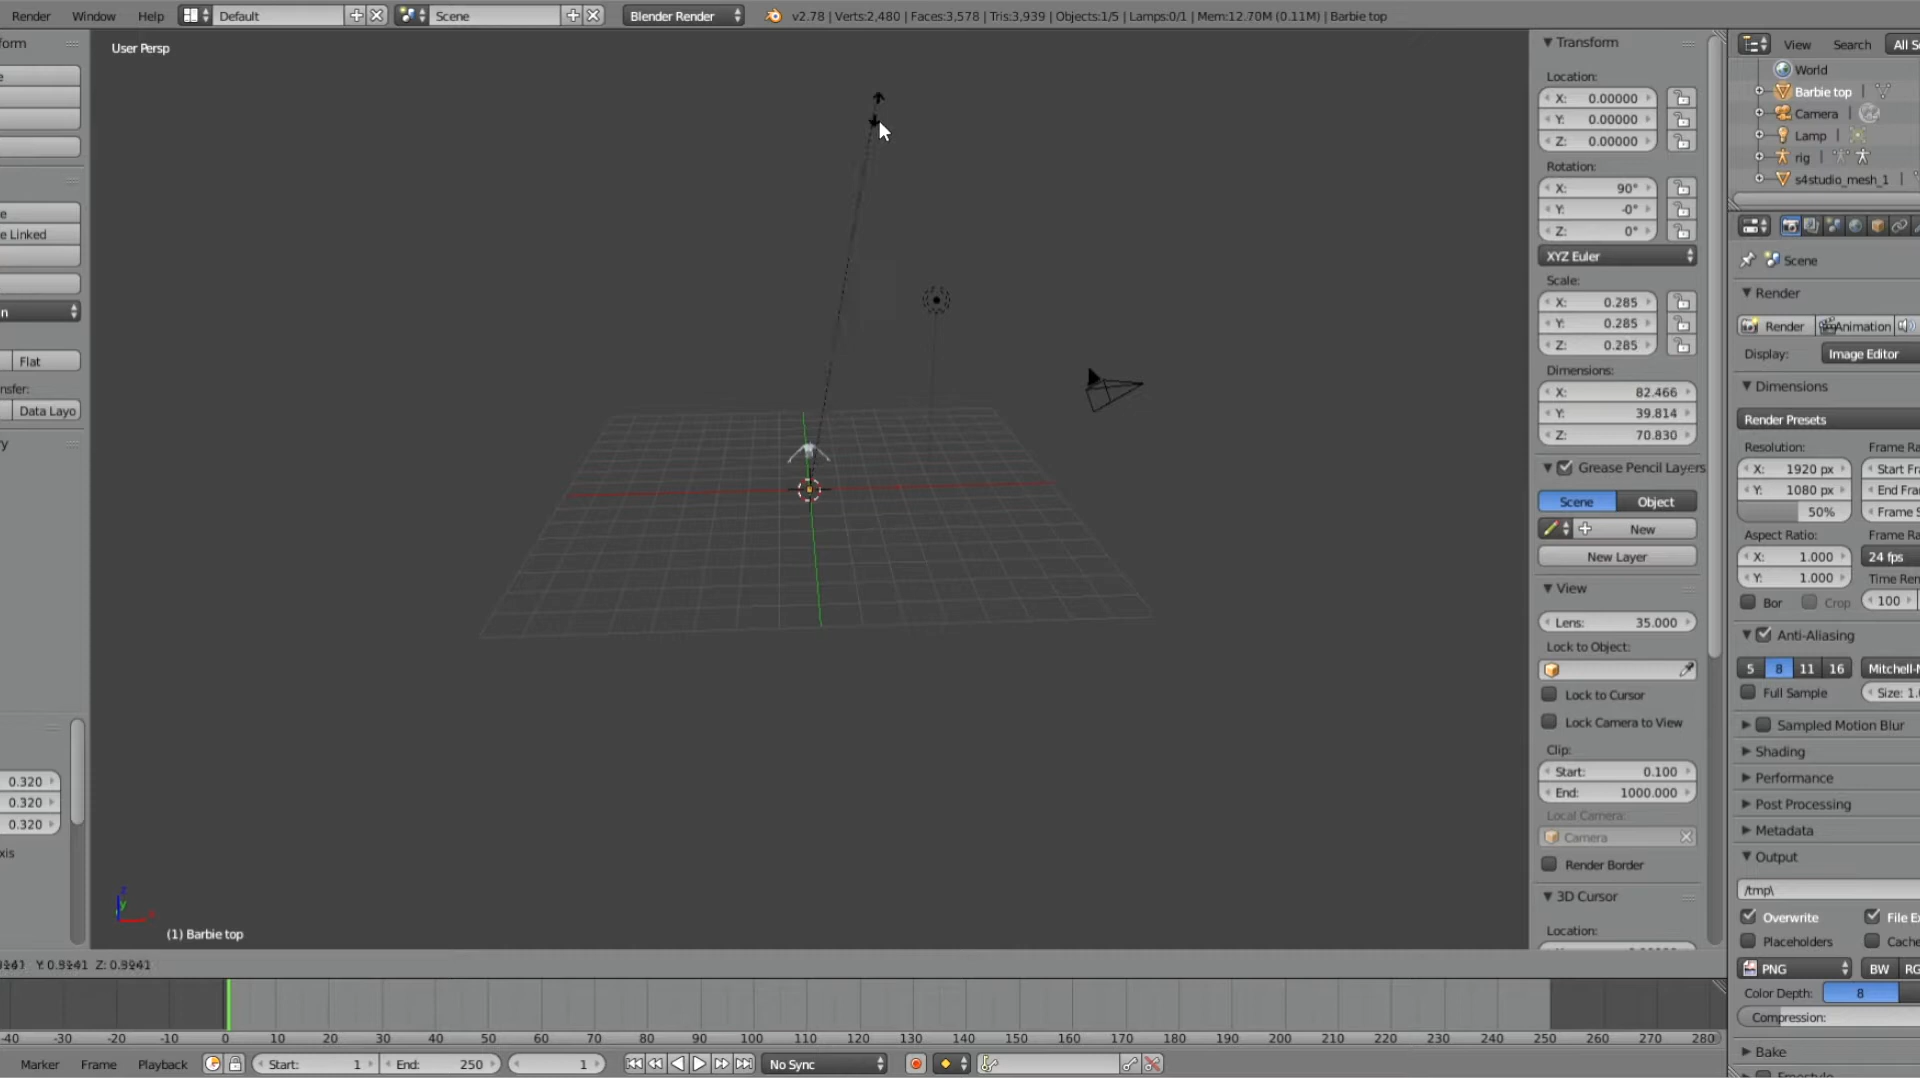 Render Window Help Default Scene Blender Render v2.78 | Verts:2,480 | Faces:3,578 | Tris:3,939 | Objects:1/5 | Lamps:0/1 | Mem:12.70M (0.11M) | Barbie top
User Persp
Linked
Flat
Data Layo
0.320
0.320
0.320
(1) Barbie top
Y: 0.3141 Z: 0.3141
Transform
Location:
X: 0.00000
Y: 0.00000
Z: 0.00000
Rotation:
X: 90°
Y: -0°
Z: 0°
XYZ Euler
Scale:
X: 0.285
Y: 0.285
Z: 0.285
Dimensions:
X: 82.466
Y: 39.814
Z: 70.830
Grease Pencil Layers
Scene Object
New
New Layer
View
Lens: 35.000
Lock to Object:
Lock to Cursor
Lock Camera to View
Clip:
Start: 0.100
End: 1000.000
Local Camera:
Camera
Render Border
3D Cursor
Location:
View Search All S
World
Barbie top
Camera
Lamp
rig
s4studio_mesh_1
Scene
Render
Render Animation
Display: Image Editor
Dimensions
Render Presets
Resolution: Frame Ra
X: 1920 px Start Fr
Y: 1080 px End Fra
50% Frame S
Aspect Ratio: Frame Ra
X: 1.000 24 fps
Y: 1.000 Time Ren
Bor Crop 100
Anti-Aliasing
5 8 11 16 Mitchell-N
Full Sample Size: 1.
Sampled Motion Blur
Shading
Performance
Post Processing
Metadata
Output
/tmp\
Overwrite File E
Placeholders Cache
PNG BW RG
Color Depth: 8
Compression:
Bake
-40 -30 -20 -10 0 10 20 30 40 50 60 70 80 90 100 110 120 130 140 150 160 170 180 190 200 210 220 230 240 250 260 270 280
Marker Frame Playback Start: 1 End: 250 1 No Sync